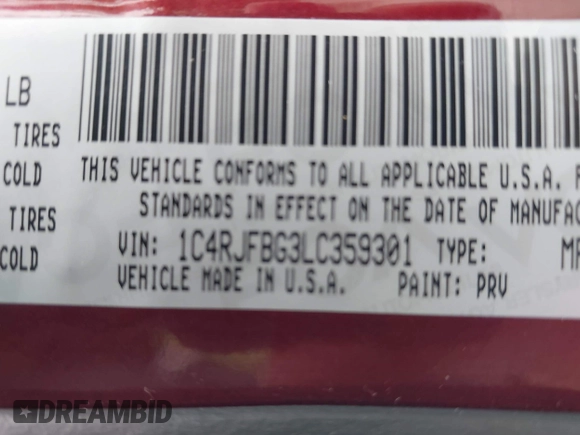 LB
TIRES
COLD
THIS VEHICLE CONFORMS TO ALL APPLICABLE U.S.A.
TIRES
STANDARDS IN EFFECT ON THE DATE OF MANUFAC
COLD
VIN: 1C4RJFBG3LC359301 TYPE:
VEHICLE MADE IN U.S.A. PAINT: PRV
DREAMBID